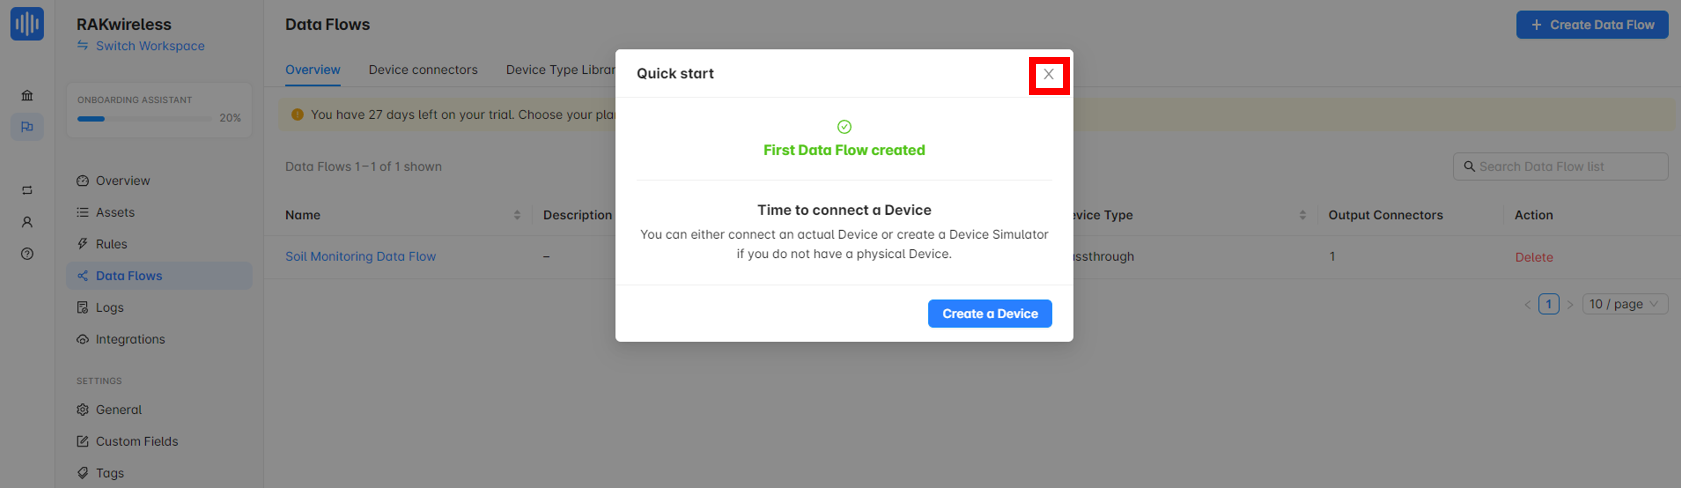 RAKwireless
Switch Workspace
ONBOARDING ASSISTANT
20%
Overview
Assets
Rules
Data Flows
Logs
Integrations
SETTINGS
General
Custom Fields
Tags
Data Flows
+ Create Data Flow
Overview Device connectors Device Type Librar
You have 27 days left on your trial. Choose your plan
Data Flows 1–1 of 1 shown
Search Data Flow list
Name Description evice Type Output Connectors Action
Soil Monitoring Data Flow – assthrough 1 Delete
< 1 > 10 / page
Quick start
First Data Flow created
Time to connect a Device
You can either connect an actual Device or create a Device Simulator
if you do not have a physical Device.
Create a Device